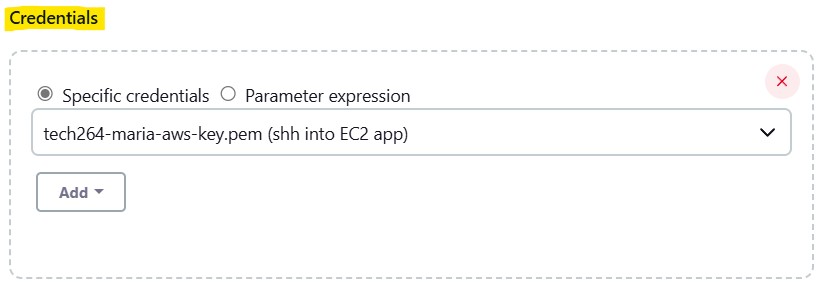 Credentials
Specific credentials Parameter expression
tech264-maria-aws-key.pem (shh into EC2 app)
Add